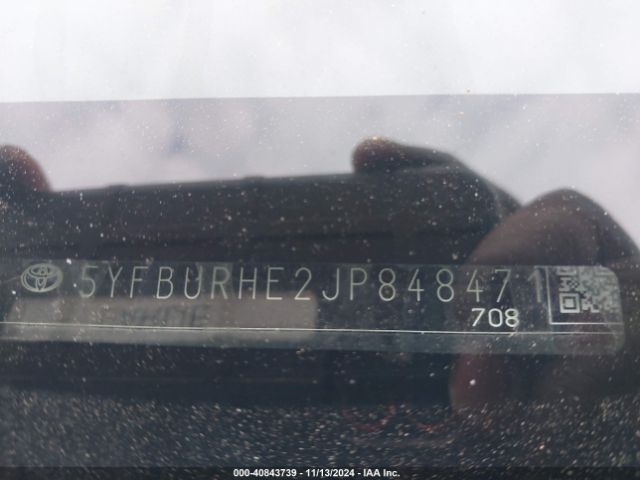 5YFBURHE2JP848471
708
000-40843739 - 11/13/2024 - IAA Inc.